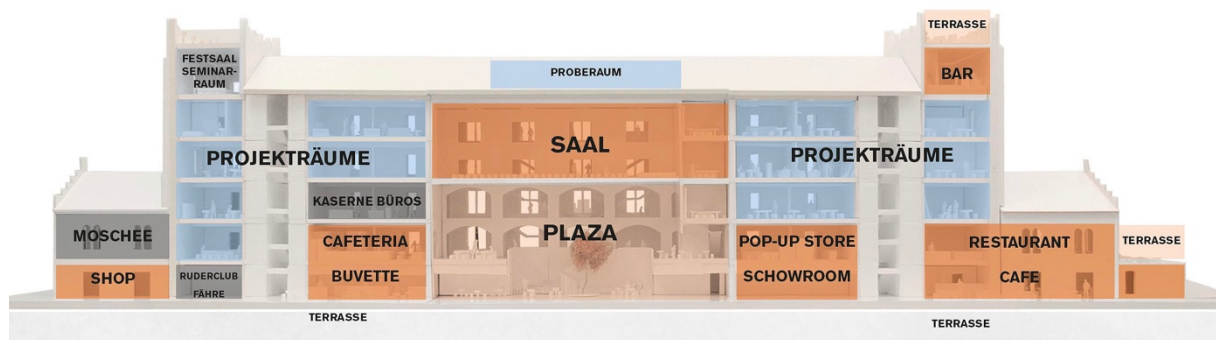 TERRASSE
FESTSAAL
SEMINAR-
RAUM
PROBERAUM
BAR
SAAL
PROJEKTRÄUME
PROJEKTRÄUME
KASERNE BÜROS
MOSCHEE
CAFETERIA
PLAZA
POP-UP STORE
RESTAURANT
TERRASSE
SHOP
RUDERCLUB
FÄHRE
BUVETTE
SCHOWROOM
CAFE
TERRASSE
TERRASSE